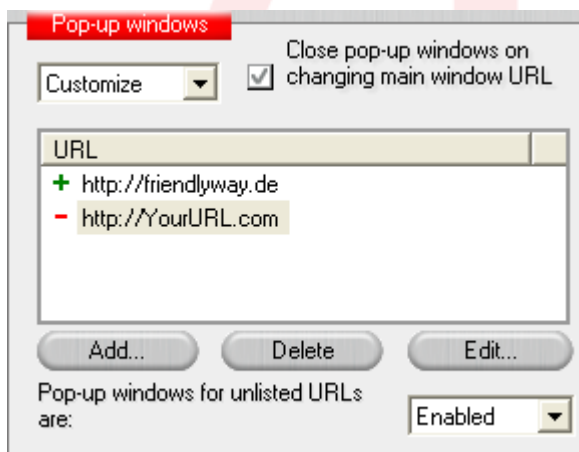 Pop-up windows
Customize
Close pop-up windows on
changing main window URL
URL
+ http://friendlyway.de
- http://YourURL.com
Add...
Delete
Edit...
Pop-up windows for unlisted URLs
are:
Enabled